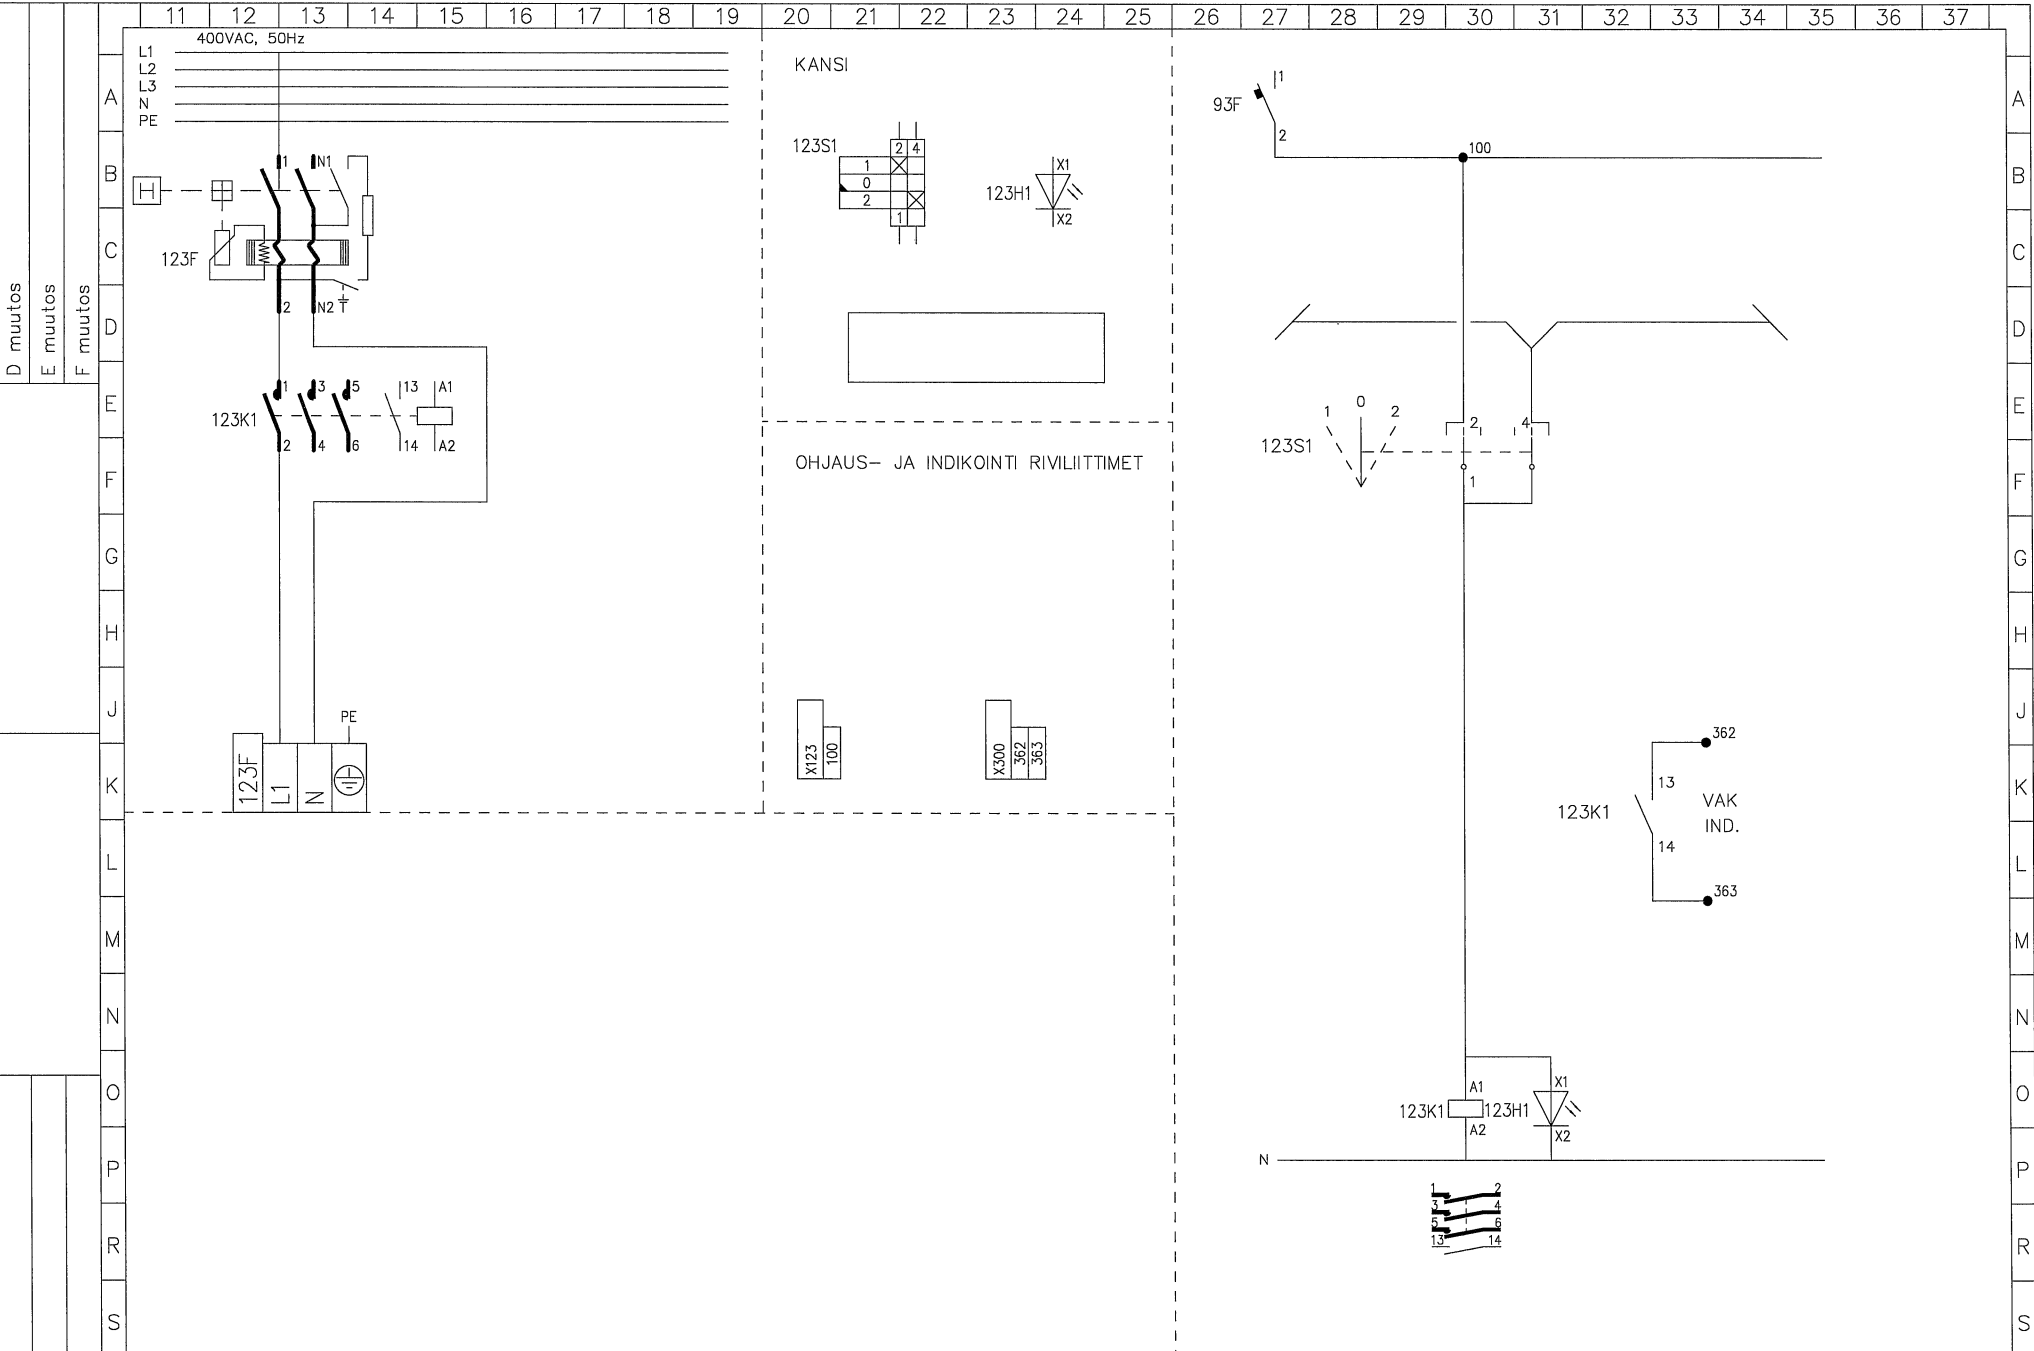 11 12 13 14 15 16 17 18 19 20 21 22 23 24 25 26 27 28 29 30 31 32 33 34 35 36 37
400VAC, 50Hz
L1
L2
L3
N
PE
A
B
C
D
E
F
G
H
J
K
L
M
N
O
P
R
S
D muutos
E muutos
F muutos
1 N1
H
123F
2 N2
1 3 5 13 A1
123K1
2 4 6 14 A2
PE
123F L1 N
KANSI
123S1
2 4
1
0
2
1
X1
123H1
X2
OHJAUS- JA INDIKOINTI RIVILIITTIMET
X123 100
X300 362 363
1
93F
2
100
1 0 2
2 4
123S1
1
362
13
123K1 VAK
IND.
14
363
A1 X1
123K1 123H1
A2 X2
N
1 2
3 4
5 6
13 14
A
B
C
D
E
F
G
H
J
K
L
M
N
O
P
R
S